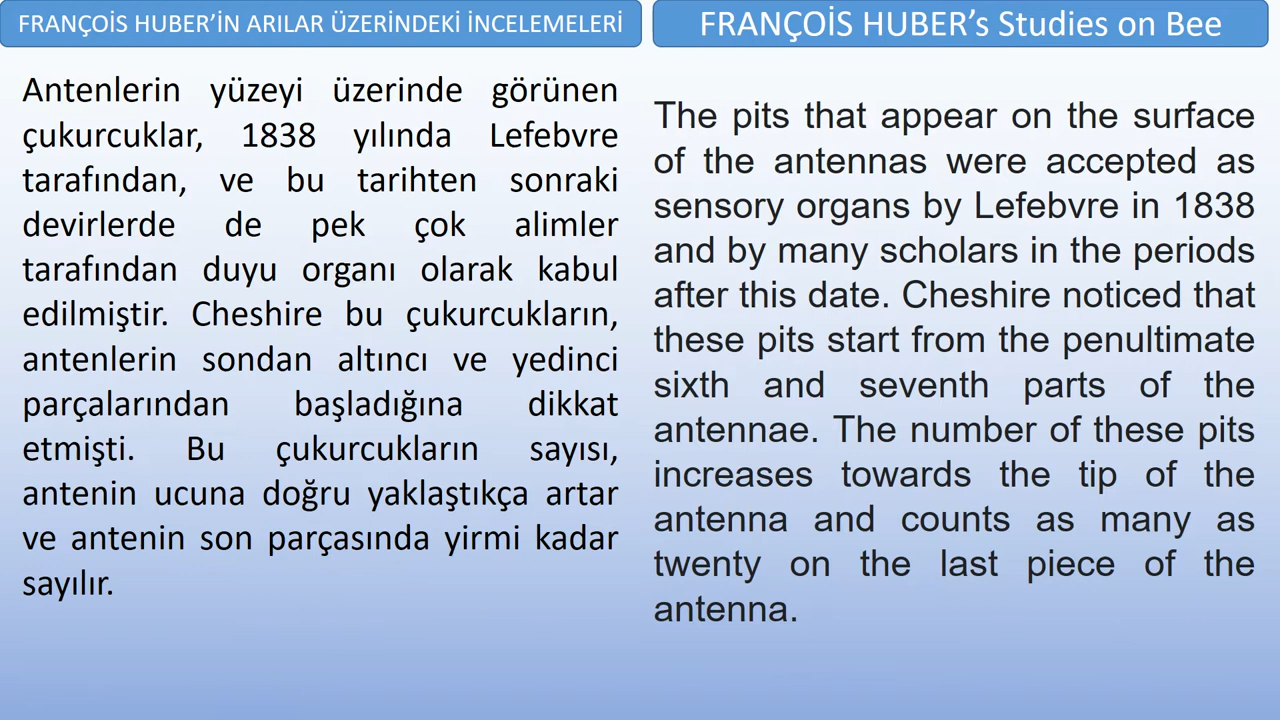 FRANÇOİS HUBER’İN ARILAR ÜZERİNDEKİ İNCELEMELERİ
Antenlerin yüzeyi üzerinde görünen
çukurcuklar, 1838 yılında Lefebvre
tarafından, ve bu tarihten sonraki
devirlerde de pek çok alimler
tarafından duyu organı olarak kabul
edilmiştir. Cheshire bu çukurcukların,
antenlerin sondan altıncı ve yedinci
parçalarından başladığına dikkat
etmişti. Bu çukurcukların sayısı,
antenin ucuna doğru yaklaştıkça artar
ve antenin son parçasında yirmi kadar
sayılır.
FRANÇOİS HUBER’s Studies on Bee
The pits that appear on the surface
of the antennas were accepted as
sensory organs by Lefebvre in 1838
and by many scholars in the periods
after this date. Cheshire noticed that
these pits start from the penultimate
sixth and seventh parts of the
antennae. The number of these pits
increases towards the tip of the
antenna and counts as many as
twenty on the last piece of the
antenna.